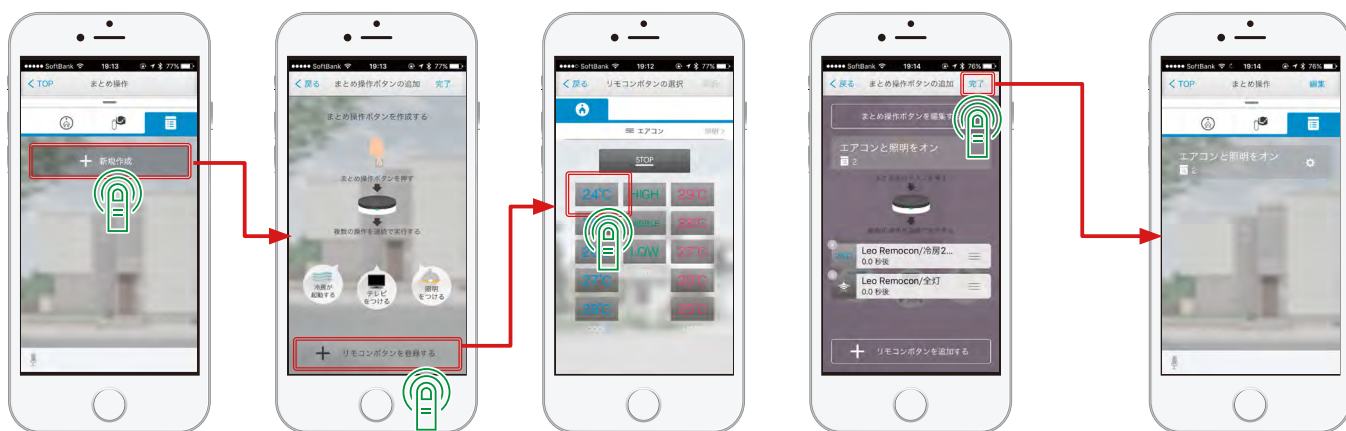 ●●●●● SoftBank 19:13 77%
< TOP まとめ操作
+ 新規作成
●●●●● SoftBank 19:13 77%
< 戻る まとめ操作ボタンの追加 完了
まとめ操作ボタンを作成する
まとめ操作ボタンを押す
複数の操作を連続で実行する
冷房が
起動する
テレビ
をつける
照明
をつける
+ リモコンボタンを登録する
●●●●○ SoftBank 19:12 77%
< 戻る リモコンボタンの選択
エアコン 照明 >
STOP
24℃ HIGH 29℃
LOW 27℃
27℃
COOL
●●●●● SoftBank 19:14 76%
< 戻る まとめ操作ボタンの追加 完了
まとめ操作ボタンを編集す
エアコンと照明をオン
2
Leo Remocon/冷房2...
0.0 秒後
Leo Remocon/全灯
0.0 秒後
+ リモコンボタンを追加する
●●●●● SoftBank 19:14 76%
< TOP まとめ操作 編集
エアコンと照明をオン
2